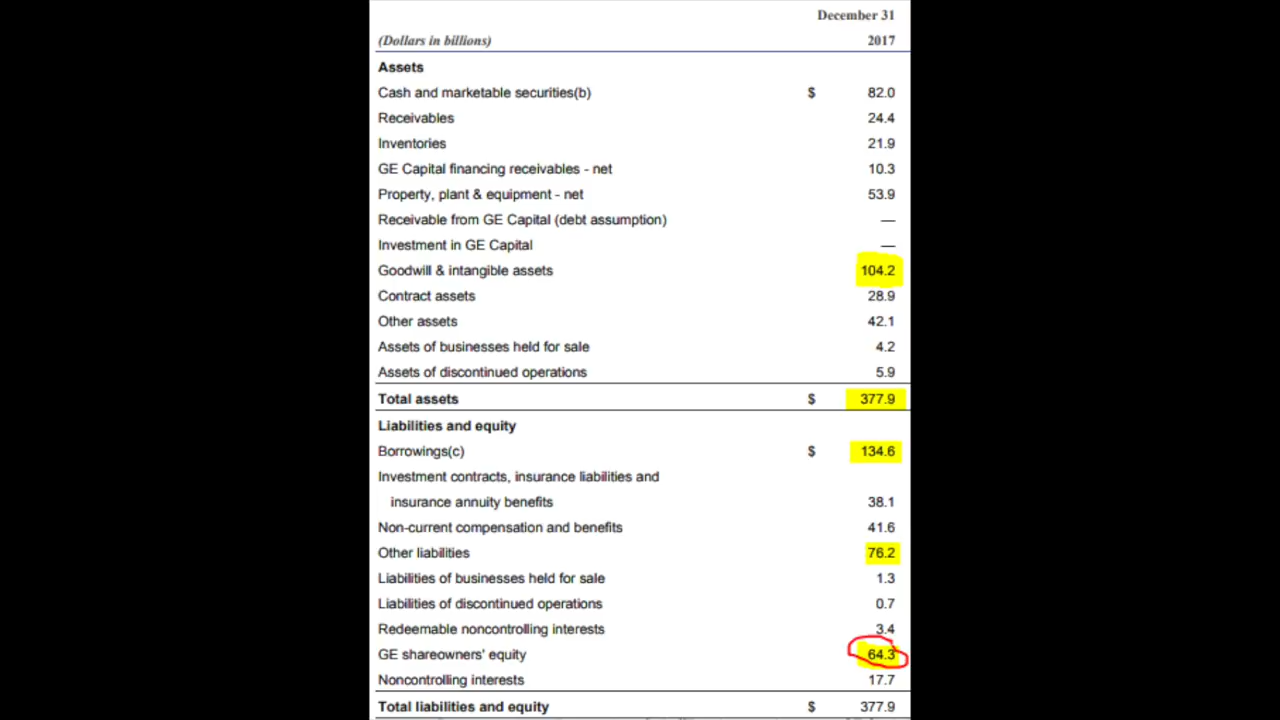 December 31
(Dollars in billions) 2017
Assets
Cash and marketable securities(b) $ 82.0
Receivables 24.4
Inventories 21.9
GE Capital financing receivables - net 10.3
Property, plant & equipment - net 53.9
Receivable from GE Capital (debt assumption) —
Investment in GE Capital —
Goodwill & intangible assets 104.2
Contract assets 28.9
Other assets 42.1
Assets of businesses held for sale 4.2
Assets of discontinued operations 5.9
Total assets $ 377.9
Liabilities and equity
Borrowings(c) $ 134.6
Investment contracts, insurance liabilities and
insurance annuity benefits 38.1
Non-current compensation and benefits 41.6
Other liabilities 76.2
Liabilities of businesses held for sale 1.3
Liabilities of discontinued operations 0.7
Redeemable noncontrolling interests 3.4
GE shareowners' equity 64.3
Noncontrolling interests 17.7
Total liabilities and equity $ 377.9